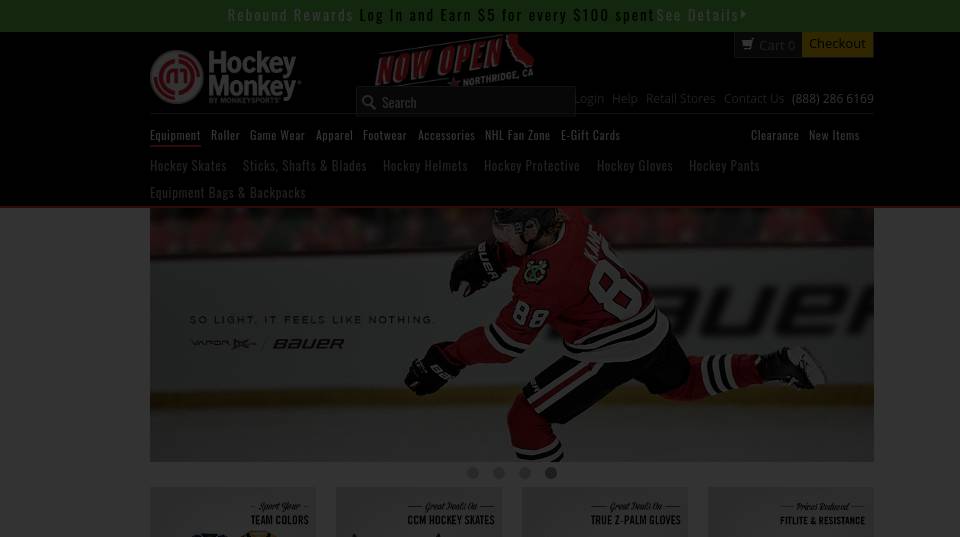 Rebound Rewards Log In and Earn $5 for every $100 spent See Details
Cart 0 Checkout
Hockey
Monkey
BY MONKEYSPORTS
NOW OPEN
NORTHRIDGE, CA
Search
Login Help Retail Stores Contact Us (888) 286 6169
Equipment Roller Game Wear Apparel Footwear Accessories NHL Fan Zone E-Gift Cards Clearance New Items
Hockey Skates Sticks, Shafts & Blades Hockey Helmets Hockey Protective Hockey Gloves Hockey Pants
Equipment Bags & Backpacks
KANE
88
88
BAUER
BAUER
SO LIGHT, IT FEELS LIKE NOTHING.
VAPOR / BAUER
Sport Your
TEAM COLORS
Great Deals On
CCM HOCKEY SKATES
Great Deals On
TRUE Z-PALM GLOVES
Prices Reduced
FITLITE & RESISTANCE